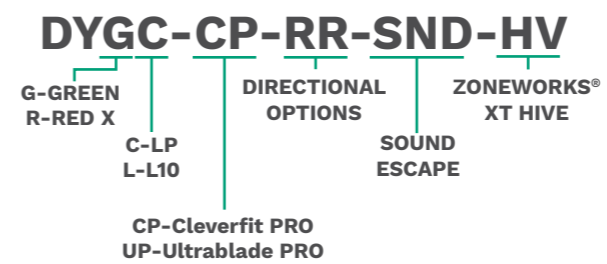 DYGC-CP-RR-SND-HV
G-GREEN
R-RED X
C-LP
L-L10
CP-Cleverfit PRO
UP-Ultrablade PRO
DIRECTIONAL
OPTIONS
SOUND
ESCAPE
ZONEWORKS®
XT HIVE